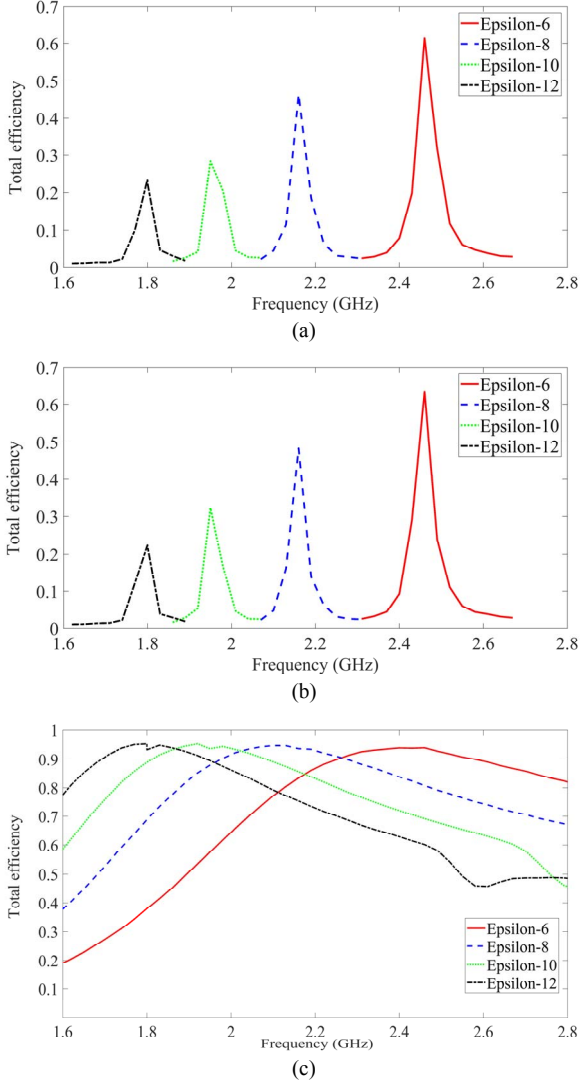 0.7
0.6
0.5
0.4
0.3
0.2
0.1
0
Total efficiency
Epsilon-6
Epsilon-8
Epsilon-10
Epsilon-12
1.6 1.8 2 2.2 2.4 2.6 2.8
Frequency (GHz)
(a)
0.7
0.6
0.5
0.4
0.3
0.2
0.1
0
Total efficiency
Epsilon-6
Epsilon-8
Epsilon-10
Epsilon-12
1.6 1.8 2 2.2 2.4 2.6 2.8
Frequency (GHz)
(b)
1
0.9
0.8
0.7
0.6
0.5
0.4
0.3
0.2
0.1
Total efficiency
Epsilon-6
Epsilon-8
Epsilon-10
Epsilon-12
1.6 1.8 2 2.2 2.4 2.6 2.8
Frequency (GHz)
(c)